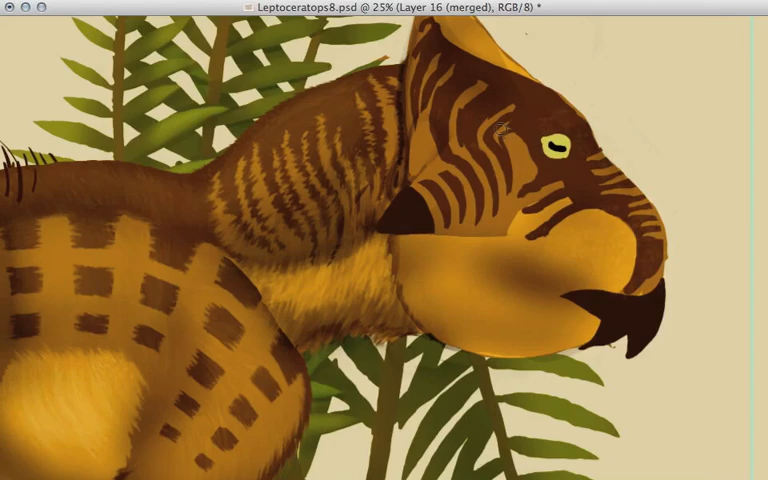 Leptoceratops8.psd @ 25% (Layer 16 (merged), RGB/8) *